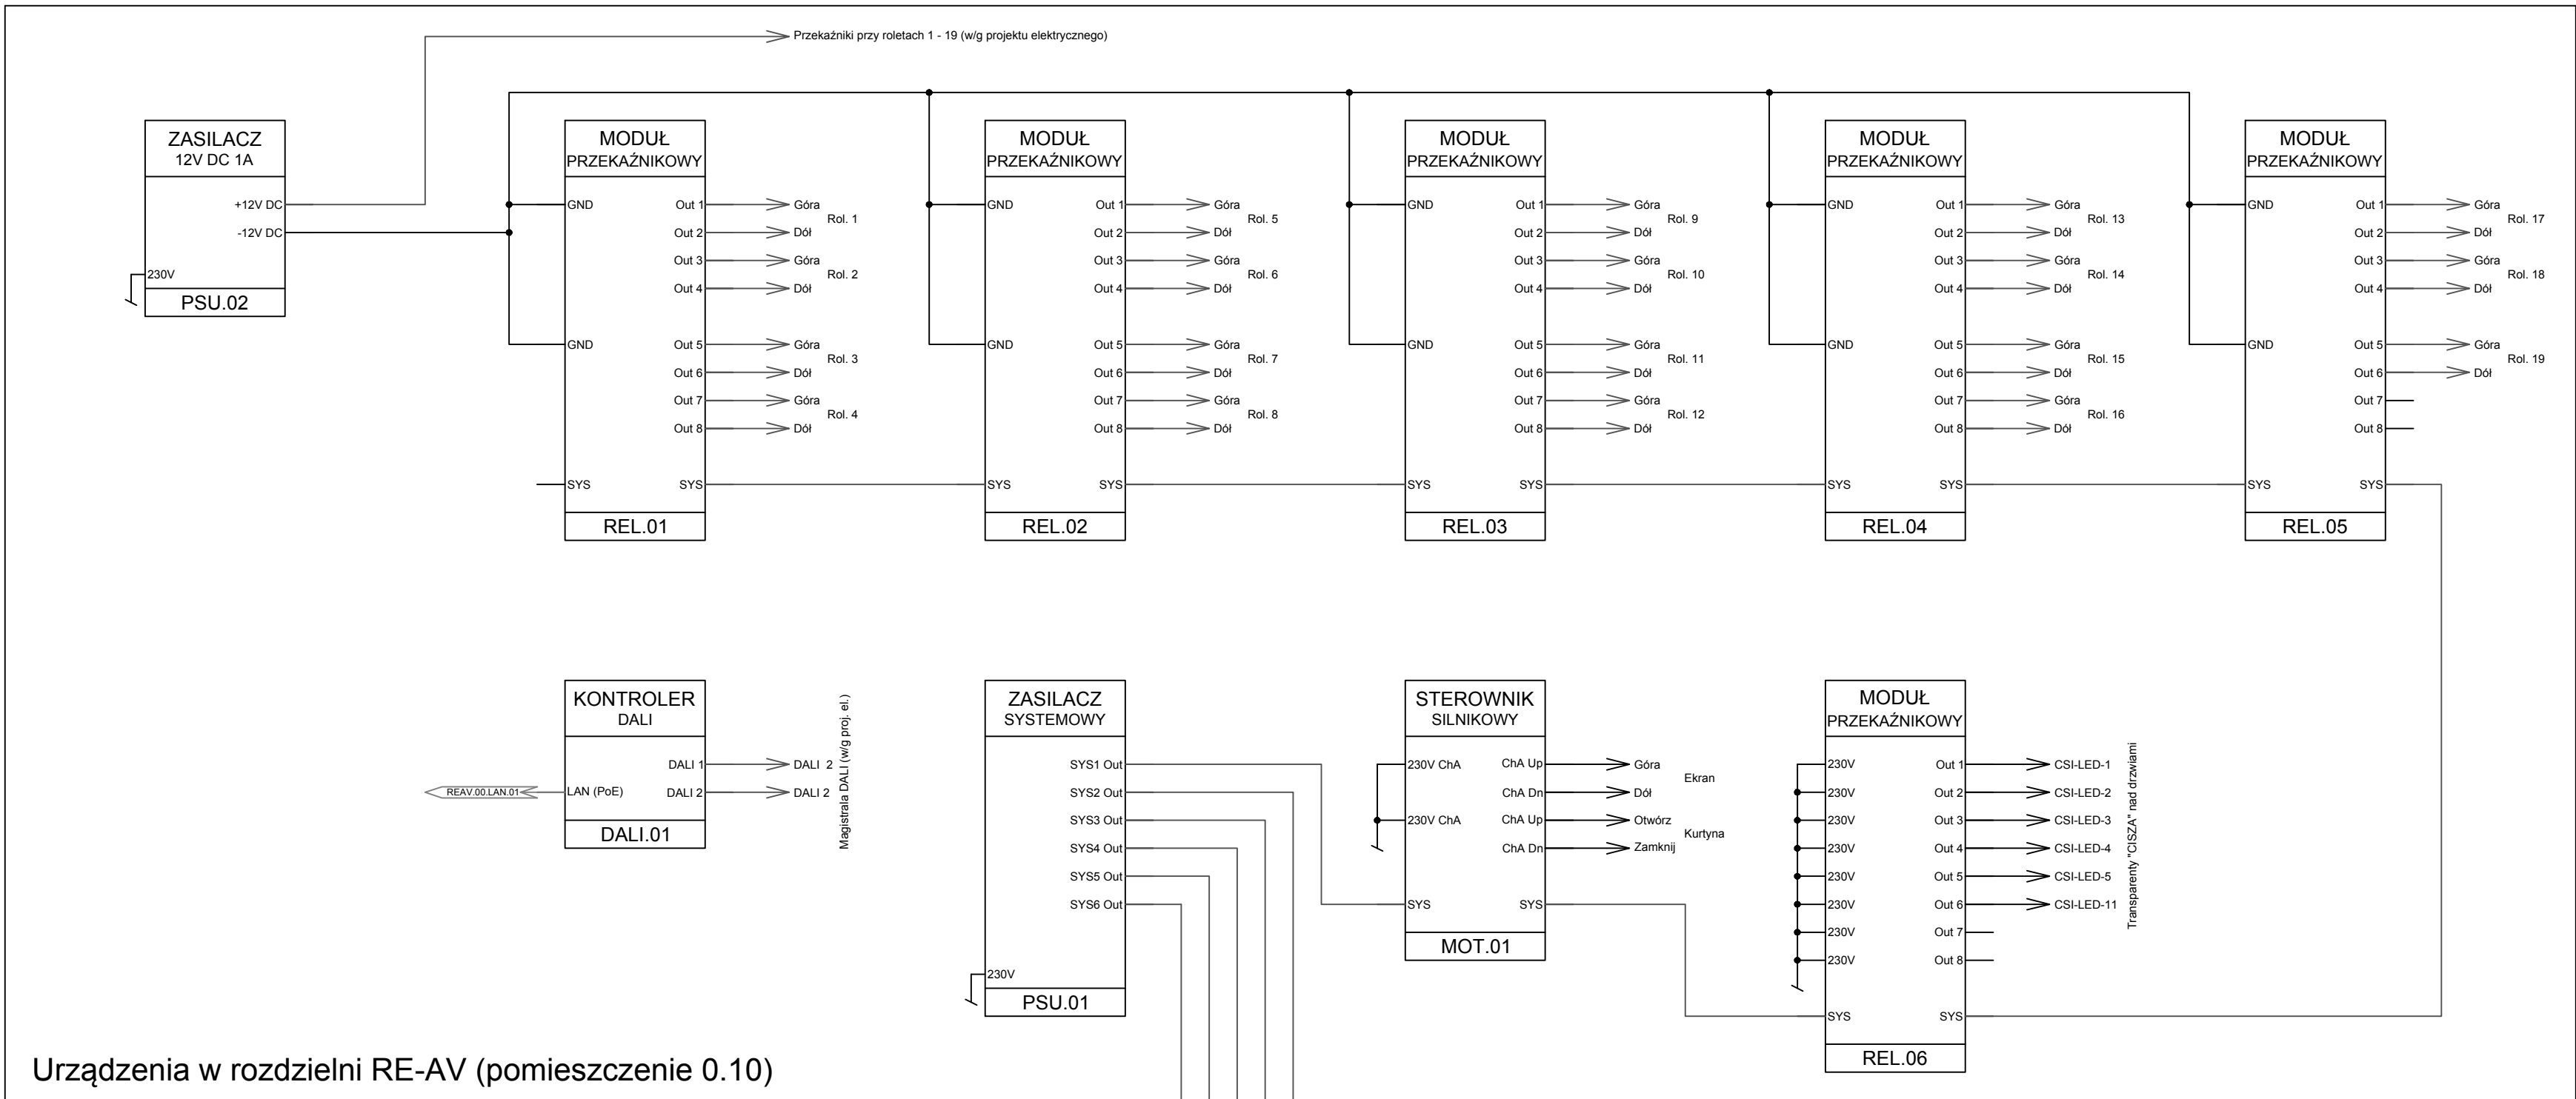 Przekaźniki przy roletach 1 - 19 (w/g projektu elektrycznego)
ZASILACZ
12V DC 1A
+12V DC
-12V DC
230V
PSU.02
MODUŁ
PRZEKAŹNIKOWY
GND
Out 1
Góra
Rol. 1
Out 2
Dół
Out 3
Góra
Rol. 2
Out 4
Dół
GND
Out 5
Góra
Rol. 3
Out 6
Dół
Out 7
Góra
Rol. 4
Out 8
Dół
SYS
SYS
REL.01
MODUŁ
PRZEKAŹNIKOWY
GND
Out 1
Góra
Rol. 5
Out 2
Dół
Out 3
Góra
Rol. 6
Out 4
Dół
GND
Out 5
Góra
Rol. 7
Out 6
Dół
Out 7
Góra
Rol. 8
Out 8
Dół
SYS
SYS
REL.02
MODUŁ
PRZEKAŹNIKOWY
GND
Out 1
Góra
Rol. 9
Out 2
Dół
Out 3
Góra
Rol. 10
Out 4
Dół
GND
Out 5
Góra
Rol. 11
Out 6
Dół
Out 7
Góra
Rol. 12
Out 8
Dół
SYS
SYS
REL.03
MODUŁ
PRZEKAŹNIKOWY
GND
Out 1
Góra
Rol. 13
Out 2
Dół
Out 3
Góra
Rol. 14
Out 4
Dół
GND
Out 5
Góra
Rol. 15
Out 6
Dół
Out 7
Góra
Rol. 16
Out 8
Dół
SYS
SYS
REL.04
MODUŁ
PRZEKAŹNIKOWY
GND
Out 1
Góra
Rol. 17
Out 2
Dół
Out 3
Góra
Rol. 18
Out 4
Dół
GND
Out 5
Góra
Rol. 19
Out 6
Dół
Out 7
Out 8
SYS
SYS
REL.05
KONTROLER
DALI
DALI 1
DALI 2
REAV.00.LAN.01
LAN (PoE)
DALI 2
DALI 2
DALI.01
Magistrala DALI (w/g proj. el.)
ZASILACZ
SYSTEMOWY
SYS1 Out
SYS2 Out
SYS3 Out
SYS4 Out
SYS5 Out
SYS6 Out
230V
PSU.01
STEROWNIK
SILNIKOWY
230V ChA
ChA Up
Góra
Ekran
ChA Dn
Dół
230V ChA
ChA Up
Otwórz
Kurtyna
ChA Dn
Zamknij
SYS
SYS
MOT.01
MODUŁ
PRZEKAŹNIKOWY
230V
Out 1
CSI-LED-1
230V
Out 2
CSI-LED-2
230V
Out 3
CSI-LED-3
230V
Out 4
CSI-LED-4
230V
Out 5
CSI-LED-5
230V
Out 6
CSI-LED-11
230V
Out 7
230V
Out 8
SYS
SYS
REL.06
Transparenty "CISZA" nad drzwiami
Urządzenia w rozdzielni RE-AV (pomieszczenie 0.10)